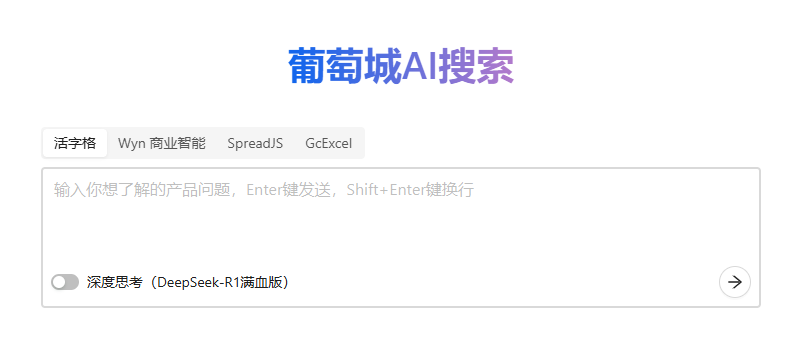 葡萄城AI搜索
活字格 Wyn 商业智能 SpreadJS GcExcel
输入你想了解的产品问题，Enter键发送，Shift+Enter键换行
深度思考（DeepSeek-R1满血版）